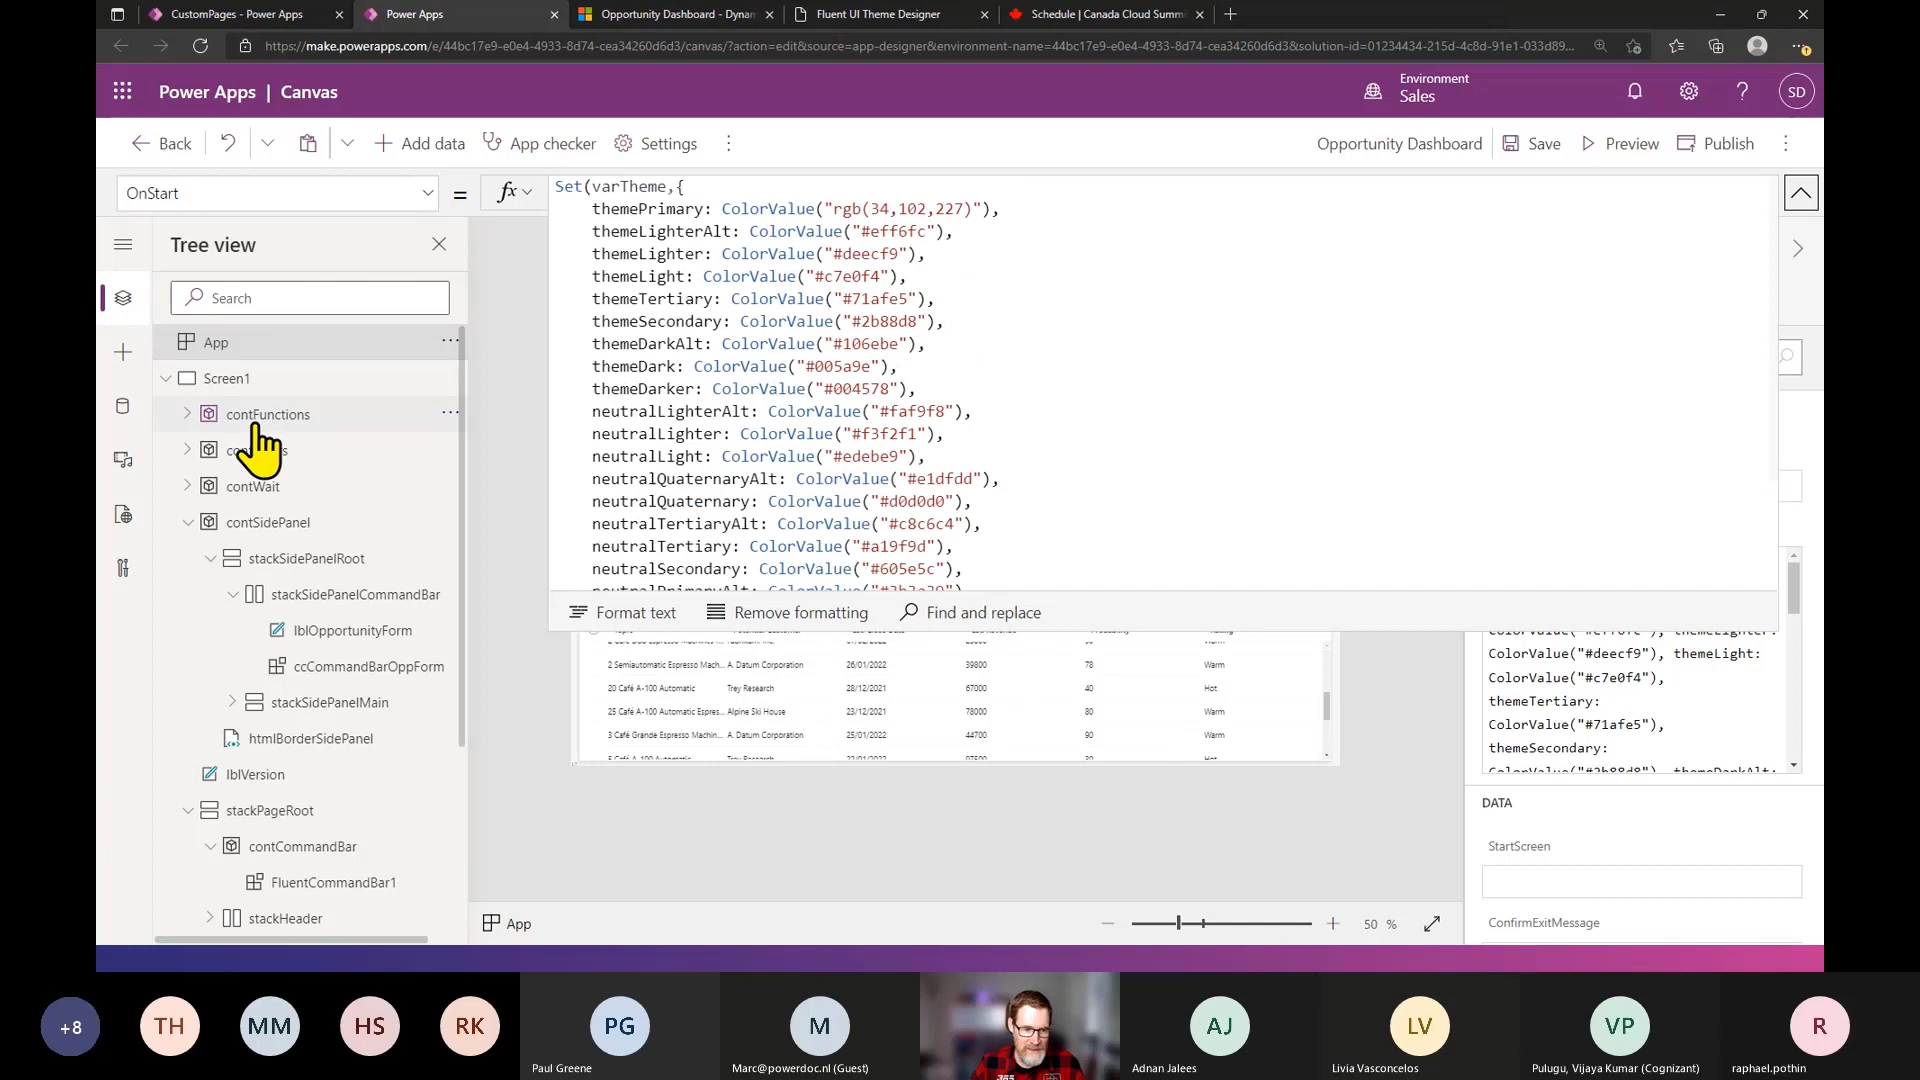 CustomPages - Power Apps
Power Apps
Opportunity Dashboard - Dynam
Fluent UI Theme Designer
Schedule | Canada Cloud Summi
https://make.powerapps.com/e/44bc17e9-e0e4-4933-8d74-cea34260d6d3/canvas/?action=edit&source=app-designer&environment-name=44bc17e9-e0e4-4933-8d74-cea34260d6d3&solution-id=01234434-215d-4c8d-91e1-033d89...
Power Apps | Canvas
Environment
Sales
SD
Back
Add data
App checker
Settings
Opportunity Dashboard
Save
Preview
Publish
OnStart
=
fx
Set(varTheme,{
themePrimary: ColorValue("rgb(34,102,227)"),
themeLighterAlt: ColorValue("#eff6fc"),
themeLighter: ColorValue("#deecf9"),
themeLight: ColorValue("#c7e0f4"),
themeTertiary: ColorValue("#71afe5"),
themeSecondary: ColorValue("#2b88d8"),
themeDarkAlt: ColorValue("#106ebe"),
themeDark: ColorValue("#005a9e"),
themeDarker: ColorValue("#004578"),
neutralLighterAlt: ColorValue("#faf9f8"),
neutralLighter: ColorValue("#f3f2f1"),
neutralLight: ColorValue("#edebe9"),
neutralQuaternaryAlt: ColorValue("#e1dfdd"),
neutralQuaternary: ColorValue("#d0d0d0"),
neutralTertiaryAlt: ColorValue("#c8c6c4"),
neutralTertiary: ColorValue("#a19f9d"),
neutralSecondary: ColorValue("#605e5c"),
Format text
Remove formatting
Find and replace
Tree view
Search
App
Screen1
contFunctions
contWait
contSidePanel
stackSidePanelRoot
stackSidePanelCommandBar
lblOpportunityForm
ccCommandBarOppForm
stackSidePanelMain
htmlBorderSidePanel
lblVersion
stackPageRoot
contCommandBar
FluentCommandBar1
stackHeader
2 Semiautomatic Espresso Mach... A. Datum Corporation 26/01/2022 39800 78 Warm
20 Café A-100 Automatic Trey Research 28/12/2021 67000 40 Hot
25 Café A-100 Automatic Espres... Alpine Ski House 23/12/2021 78000 80 Warm
3 Café Grande Espresso Machin... A. Datum Corporation 25/01/2022 44700 90 Warm
ColorValue("#deecf9"), themeLight:
ColorValue("#c7e0f4"),
themeTertiary:
ColorValue("#71afe5"),
themeSecondary:
DATA
StartScreen
ConfirmExitMessage
App
50 %
+8
TH
MM
HS
RK
PG
Paul Greene
M
Marc@powerdoc.nl (Guest)
AJ
Adnan Jalees
LV
Livia Vasconcelos
VP
Pulugu, Vijaya Kumar (Cognizant)
R
raphael.pothin